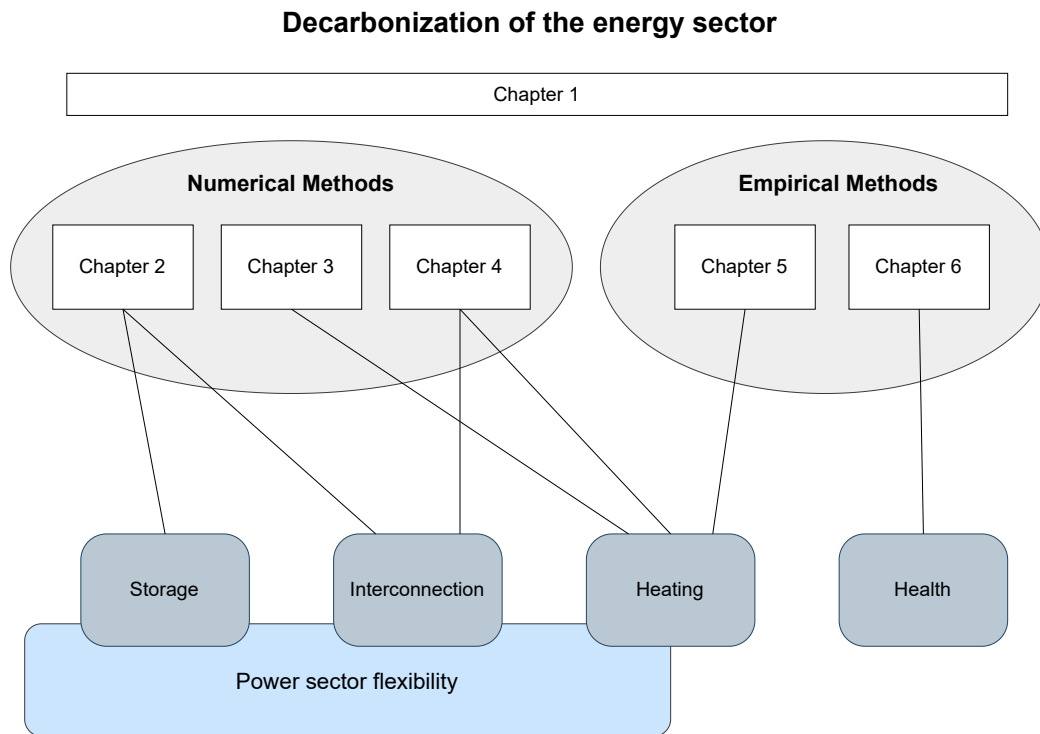 Decarbonization of the energy sector
Chapter 1
Numerical Methods
Empirical Methods
Chapter 2
Chapter 3
Chapter 4
Chapter 5
Chapter 6
Storage
Interconnection
Heating
Health
Power sector flexibility